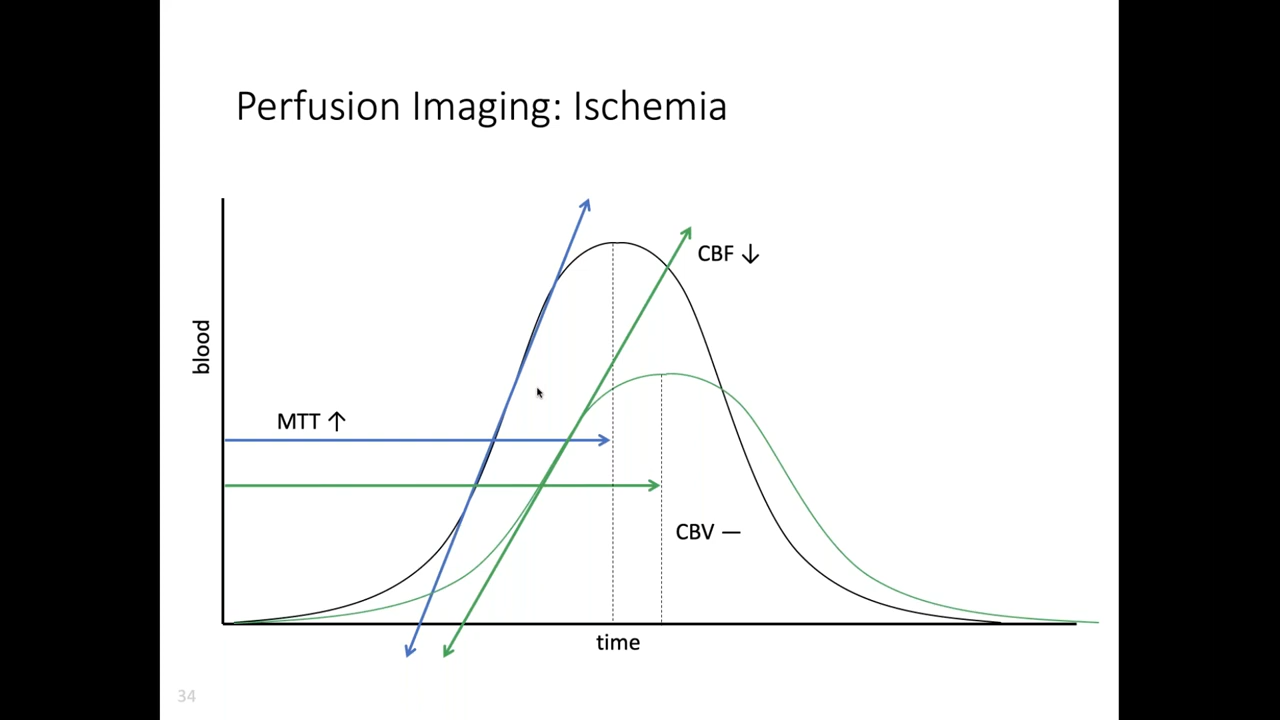 Perfusion Imaging: Ischemia
CBF ↓
blood
MTT ↑
CBV —
time
34